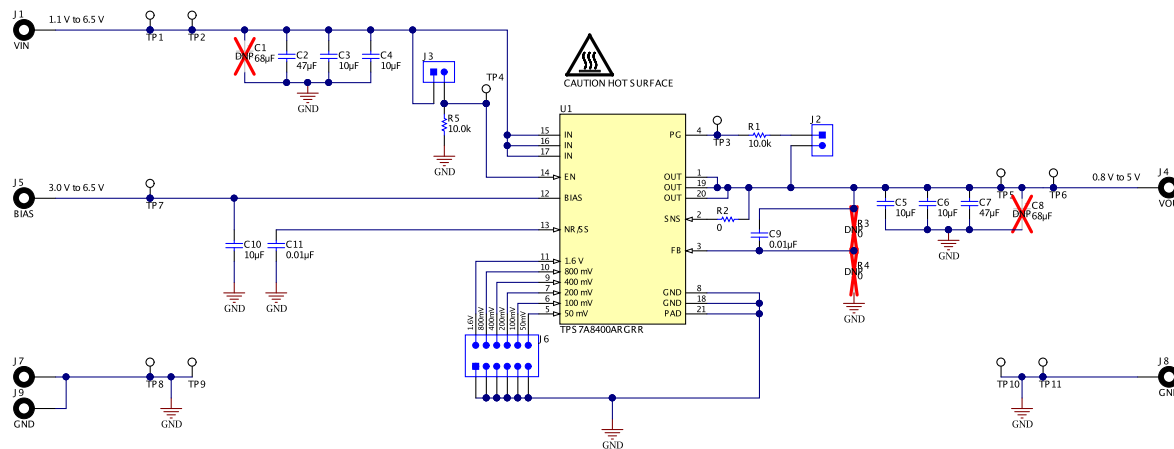 J1
1.1 V to 6.5 V
VIN
TP1
TP2
DNP
C1
68µF
C2
47µF
C3
10µF
C4
10µF
GND
J3
TP4
R5
10.0k
GND
CAUTION HOT SURFACE
U1
15 IN
16 IN
17 IN
14 EN
12 BIAS
13 NR/SS
11 1.6 V
10 800 mV
9 400 mV
7 200 mV
6 100 mV
5 50 mV
PG 4
OUT 1
OUT 19
OUT 20
SNS 2
FB 3
GND 8
GND 18
PAD 21
TPS7A8400ARGRR
TP3
R1
10.0k
J2
R2
0
C9
0.01µF
R3
DNP
0
R4
DNP
0
GND
C5
10µF
C6
10µF
C7
47µF
TP5
DNP
C8
68µF
TP6
0.8 V to 5 V
J4
VOU
GND
J5
3.0 V to 6.5 V
BIAS
TP7
C10
10µF
C11
0.01µF
GND
GND
1.6V
800mV
400mV
200mV
100mV
50mV
J6
GND
J7
J9
GND
TP8
TP9
GND
TP10
TP11
GND
J8
GN